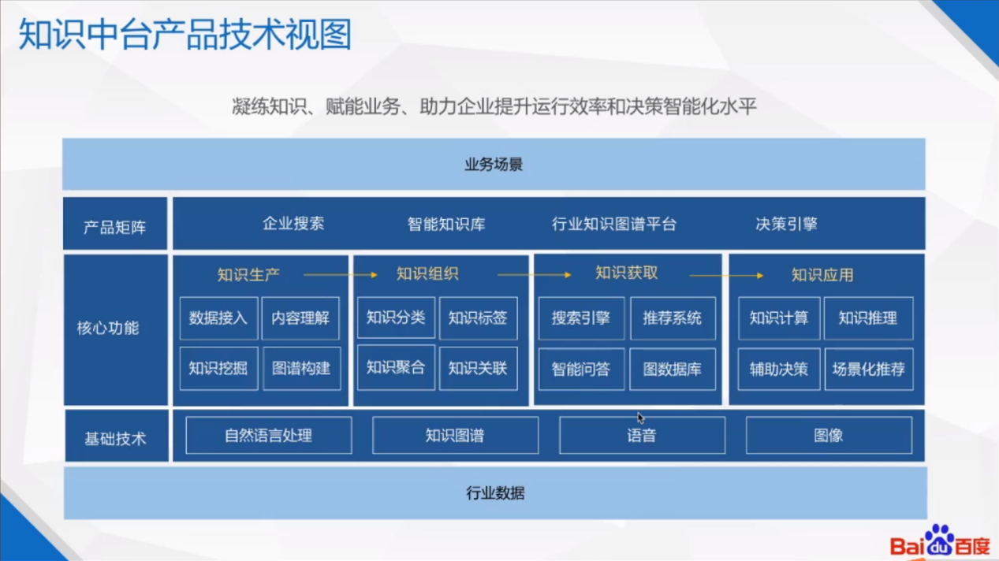 知识中台产品技术视图
凝练知识、赋能业务、助力企业提升运行效率和决策智能化水平
业务场景
产品矩阵 企业搜索 智能知识库 行业知识图谱平台 决策引擎
核心功能
知识生产 知识组织 知识获取 知识应用
数据接入 内容理解 知识分类 知识标签 搜索引擎 推荐系统 知识计算 知识推理
知识挖掘 图谱构建 知识聚合 知识关联 智能问答 图数据库 辅助决策 场景化推荐
基础技术 自然语言处理 知识图谱 语音 图像
行业数据
Bai du 百度